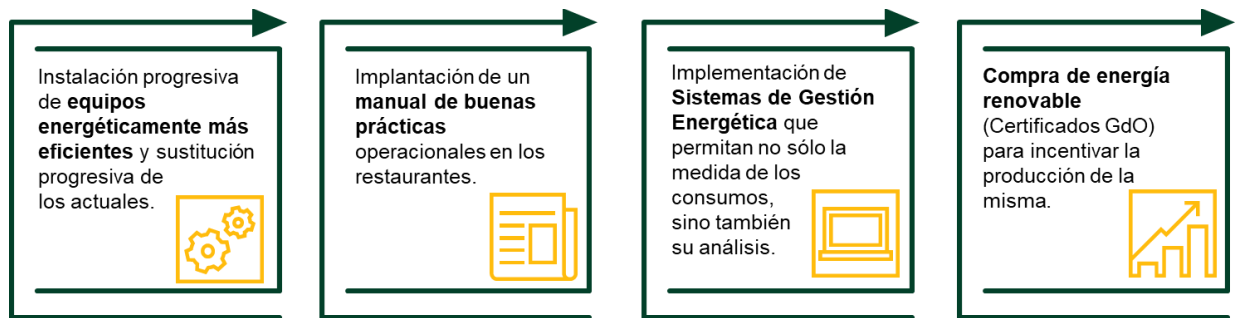 Instalación progresiva
de equipos
energéticamente más
eficientes y sustitución
progresiva de
los actuales.
Implantación de un
manual de buenas
prácticas
operacionales en los
restaurantes.
Implementación de
Sistemas de Gestión
Energética que
permitan no sólo la
medida de los
consumos,
sino también
su análisis.
Compra de energía
renovable
(Certificados GdO)
para incentivar la
producción de la
misma.